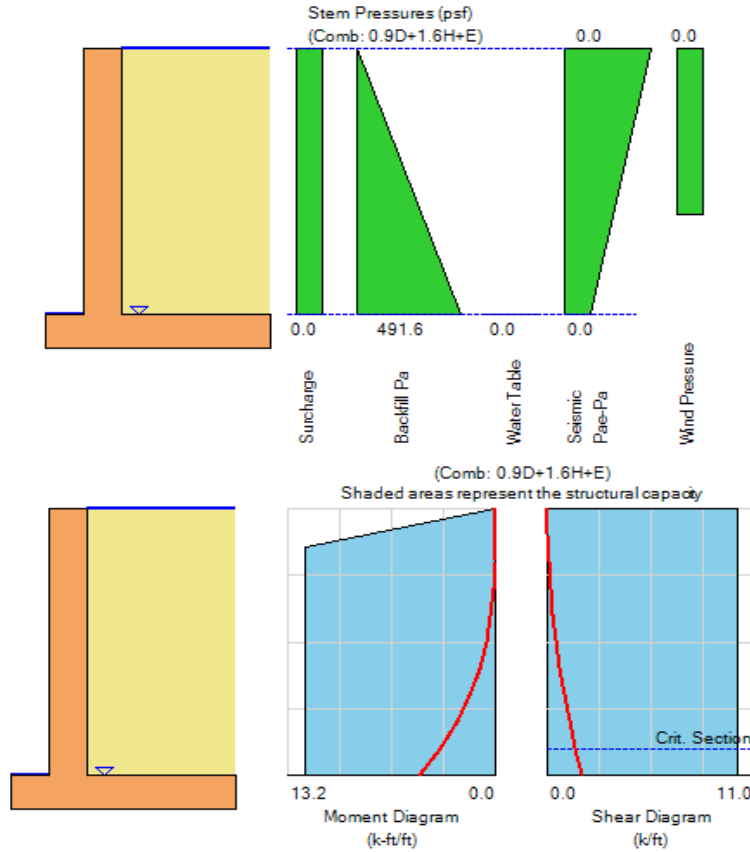 Stem Pressures (psf)
(Comb: 0.9D+1.6H+E) 0.0 0.0
0.0 491.6 0.0 0.0
Surcharge
Backfill Pa
Water Table
Seismic
Pae-Pa
Wind Pressure
(Comb: 0.9D+1.6H+E)
Shaded areas represent the structural capacity
Crit. Section
13.2 0.0 0.0 11.0
Moment Diagram Shear Diagram
(k-ft/ft) (k/ft)